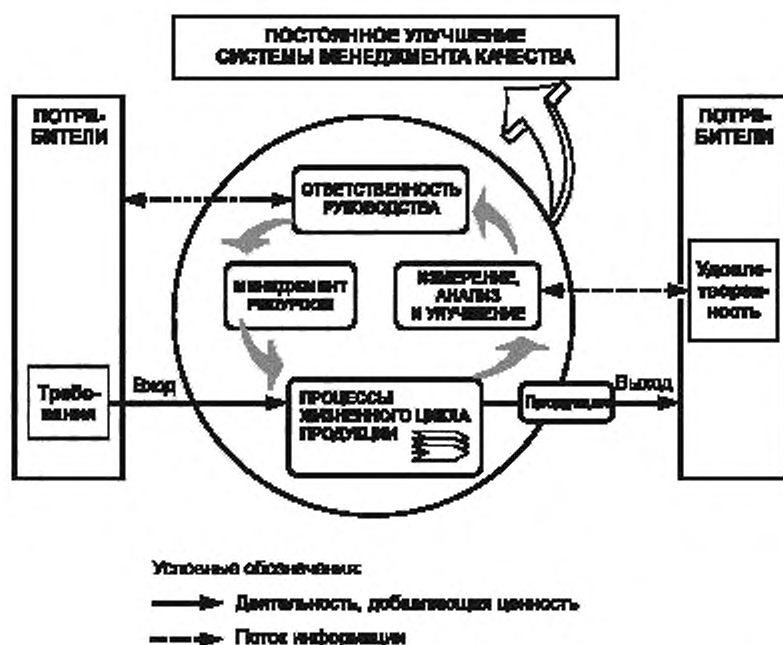 ПОСТОЯННОЕ УЛУЧШЕНИЕ
СИСТЕМЫ МЕНЕДЖМЕНТА КАЧЕСТВА
ПОТРЕ-
БИТЕЛИ
ПОТРЕ-
БИТЕЛИ
ОТВЕТСТВЕННОСТЬ
РУКОВОДСТВА
МЕНЕДЖМЕНТ
РЕСУРСОВ
ИЗМЕРЕНИЕ,
АНАЛИЗ
И УЛУЧШЕНИЕ
Удовле-
творен-
ность
Требо-
вания
Вход
ПРОЦЕССЫ
ЖИЗНЕННОГО ЦИКЛА
ПРОДУКЦИИ
Продукция
Выход
Условные обозначения:
Деятельность, добавляющая ценность
Поток информации